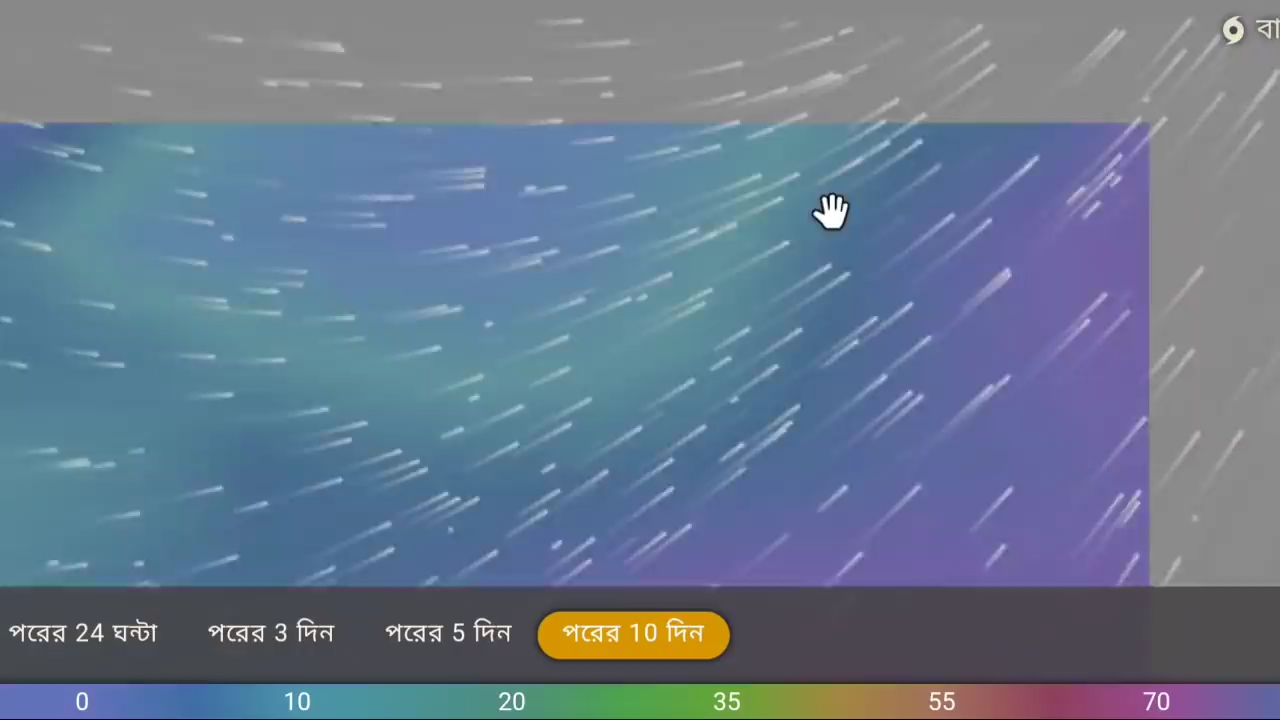 পরের 24 ঘন্টা
পরের 3 দিন
পরের 5 দিন
পরের 10 দিন
0 10 20 35 55 70